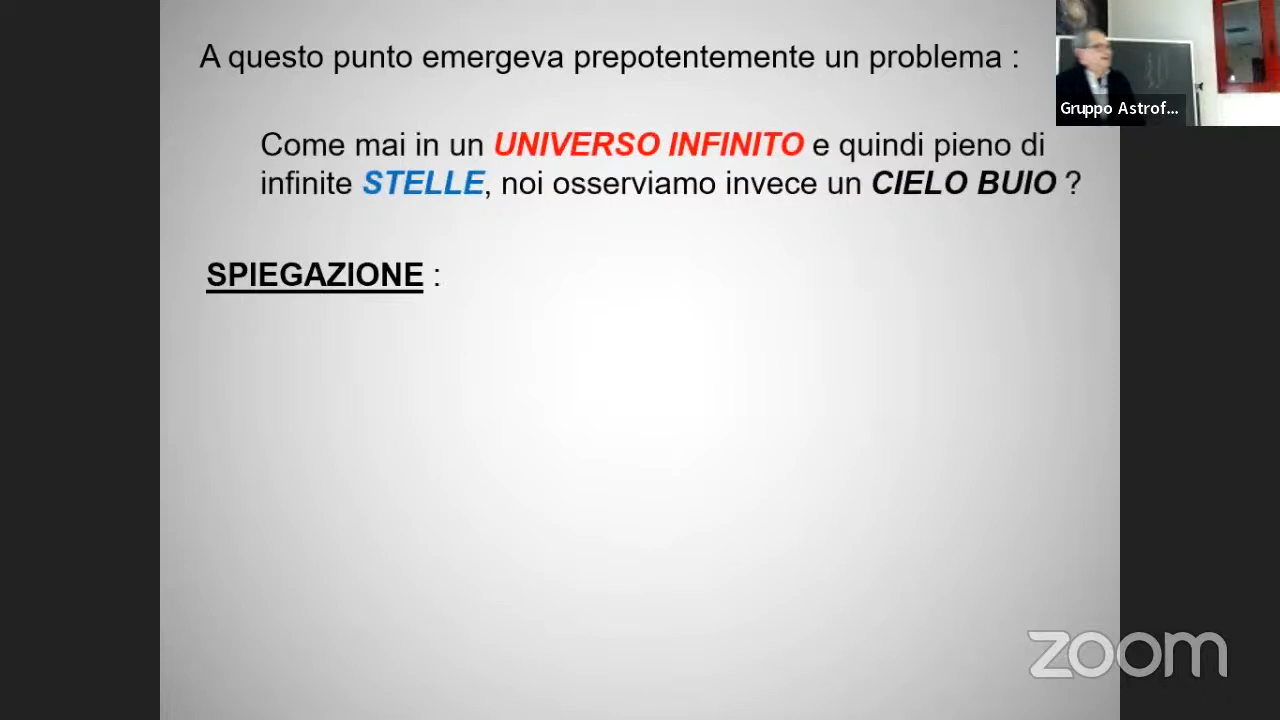 A questo punto emergeva prepotentemente un problema :
Gruppo Astrof...
Come mai in un UNIVERSO INFINITO e quindi pieno di
infinite STELLE, noi osserviamo invece un CIELO BUIO ?
SPIEGAZIONE :
zoom